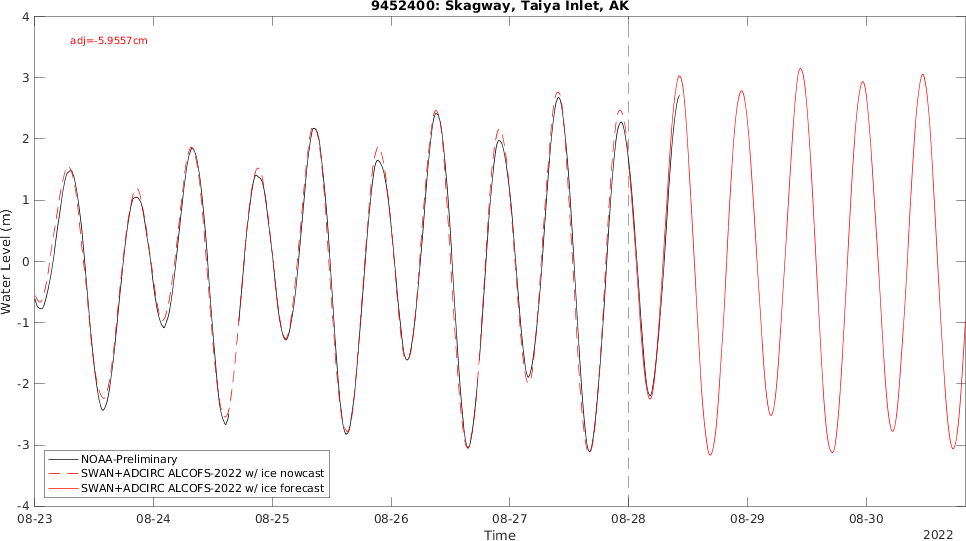 9452400: Skagway, Taiya Inlet, AK
adj=-5.9557cm
4
3
2
1
0
-1
-2
-3
-4
Water Level (m)
NOAA-Preliminary
SWAN+ADCIRC ALCOFS-2022 w/ ice nowcast
SWAN+ADCIRC ALCOFS-2022 w/ ice forecast
08-23 08-24 08-25 08-26 08-27 08-28 08-29 08-30
Time
2022